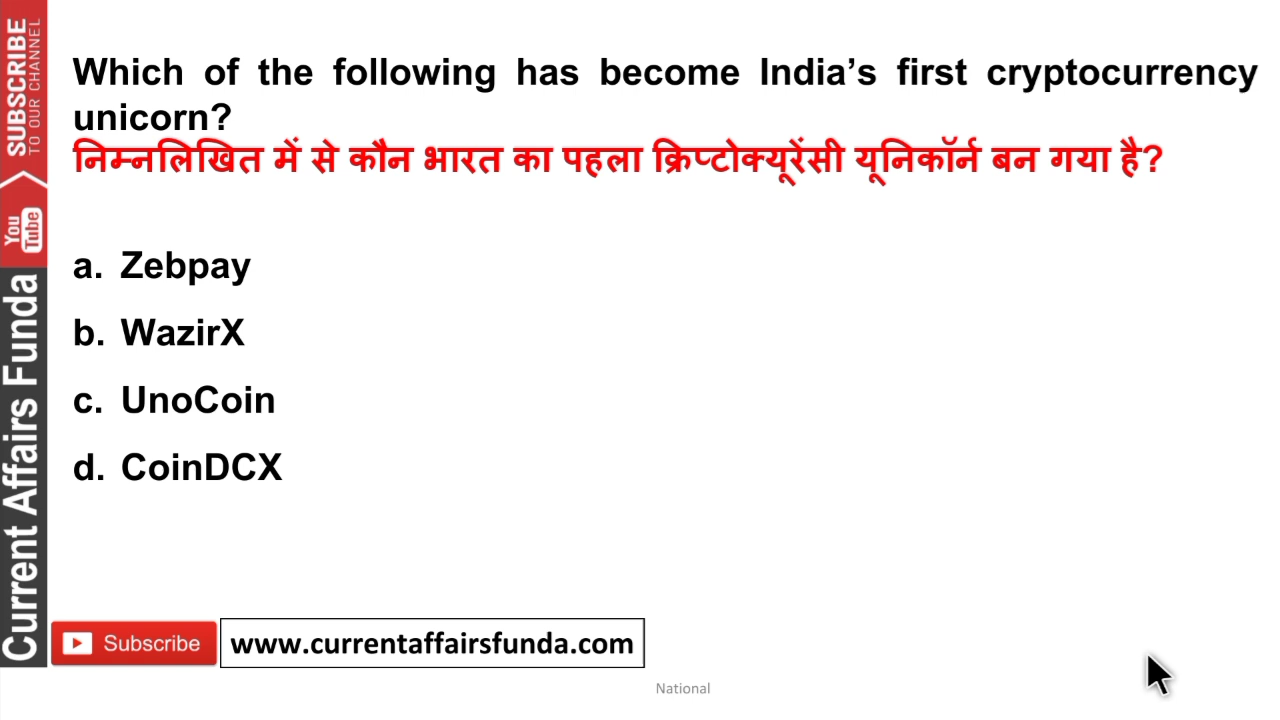 SUBSCRIBE
TO OUR CHANNEL
You
Tube
Current Affairs Funda
Which of the following has become India’s first cryptocurrency
unicorn?
निम्नलिखित में से कौन भारत का पहला क्रिप्टोक्यूरेंसी यूनिकॉर्न बन गया है?
a. Zebpay
b. WazirX
c. UnoCoin
d. CoinDCX
Subscribe
www.currentaffairsfunda.com
National